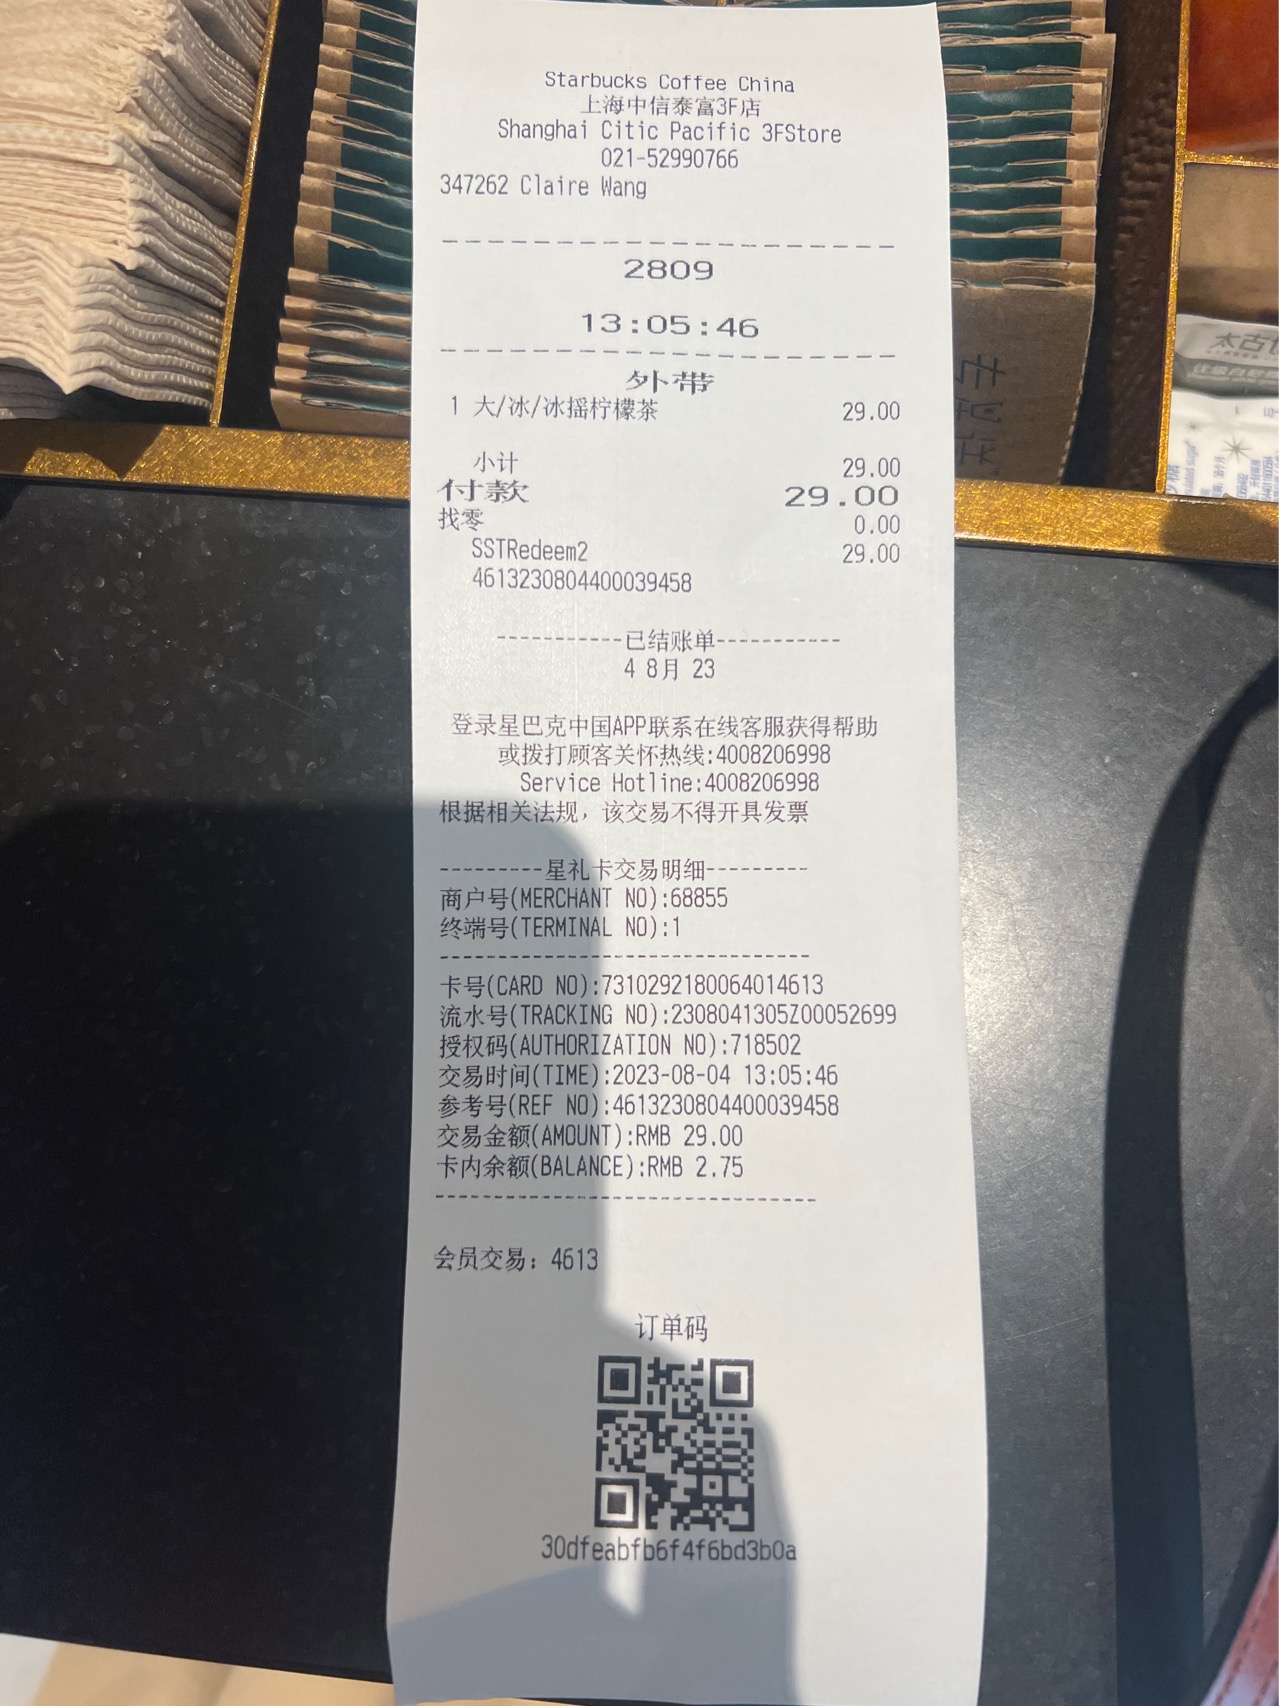 Starbucks Coffee China
上海中信泰富3F店
Shanghai Citic Pacific 3FStore
021-52990766
347262 Claire Wang
2809
13:05:46
外带
1 大/冰/冰摇柠檬茶 29.00
小计 29.00
付款 29.00
找零 0.00
SSTRedeem2 29.00
4613230804400039458
-----------已结账单-----------
4 8月 23
登录星巴克中国APP联系在线客服获得帮助
或拨打顾客关怀热线:4008206998
Service Hotline:4008206998
根据相关法规，该交易不得开具发票
---------星礼卡交易明细---------
商户号(MERCHANT NO):68855
终端号(TERMINAL NO):1
卡号(CARD NO):7310292180064014613
流水号(TRACKING NO):2308041305Z00052699
授权码(AUTHORIZATION NO):718502
交易时间(TIME):2023-08-04 13:05:46
参考号(REF NO):4613230804400039458
交易金额(AMOUNT):RMB 29.00
卡内余额(BALANCE):RMB 2.75
会员交易: 4613
订单码
30dfeabfb6f4f6bd3b0a
太古